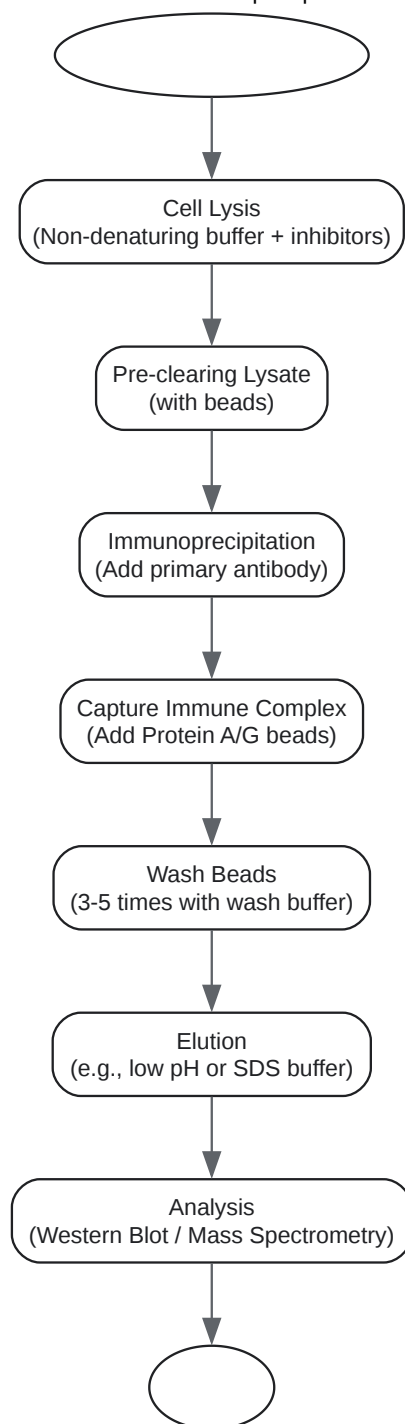 Cell Lysis
(Non-denaturing buffer + inhibitors)
Pre-clearing Lysate
(with beads)
Immunoprecipitation
(Add primary antibody)
Capture Immune Complex
(Add Protein A/G beads)
Wash Beads
(3-5 times with wash buffer)
Elution
(e.g., low pH or SDS buffer)
Analysis
(Western Blot / Mass Spectrometry)